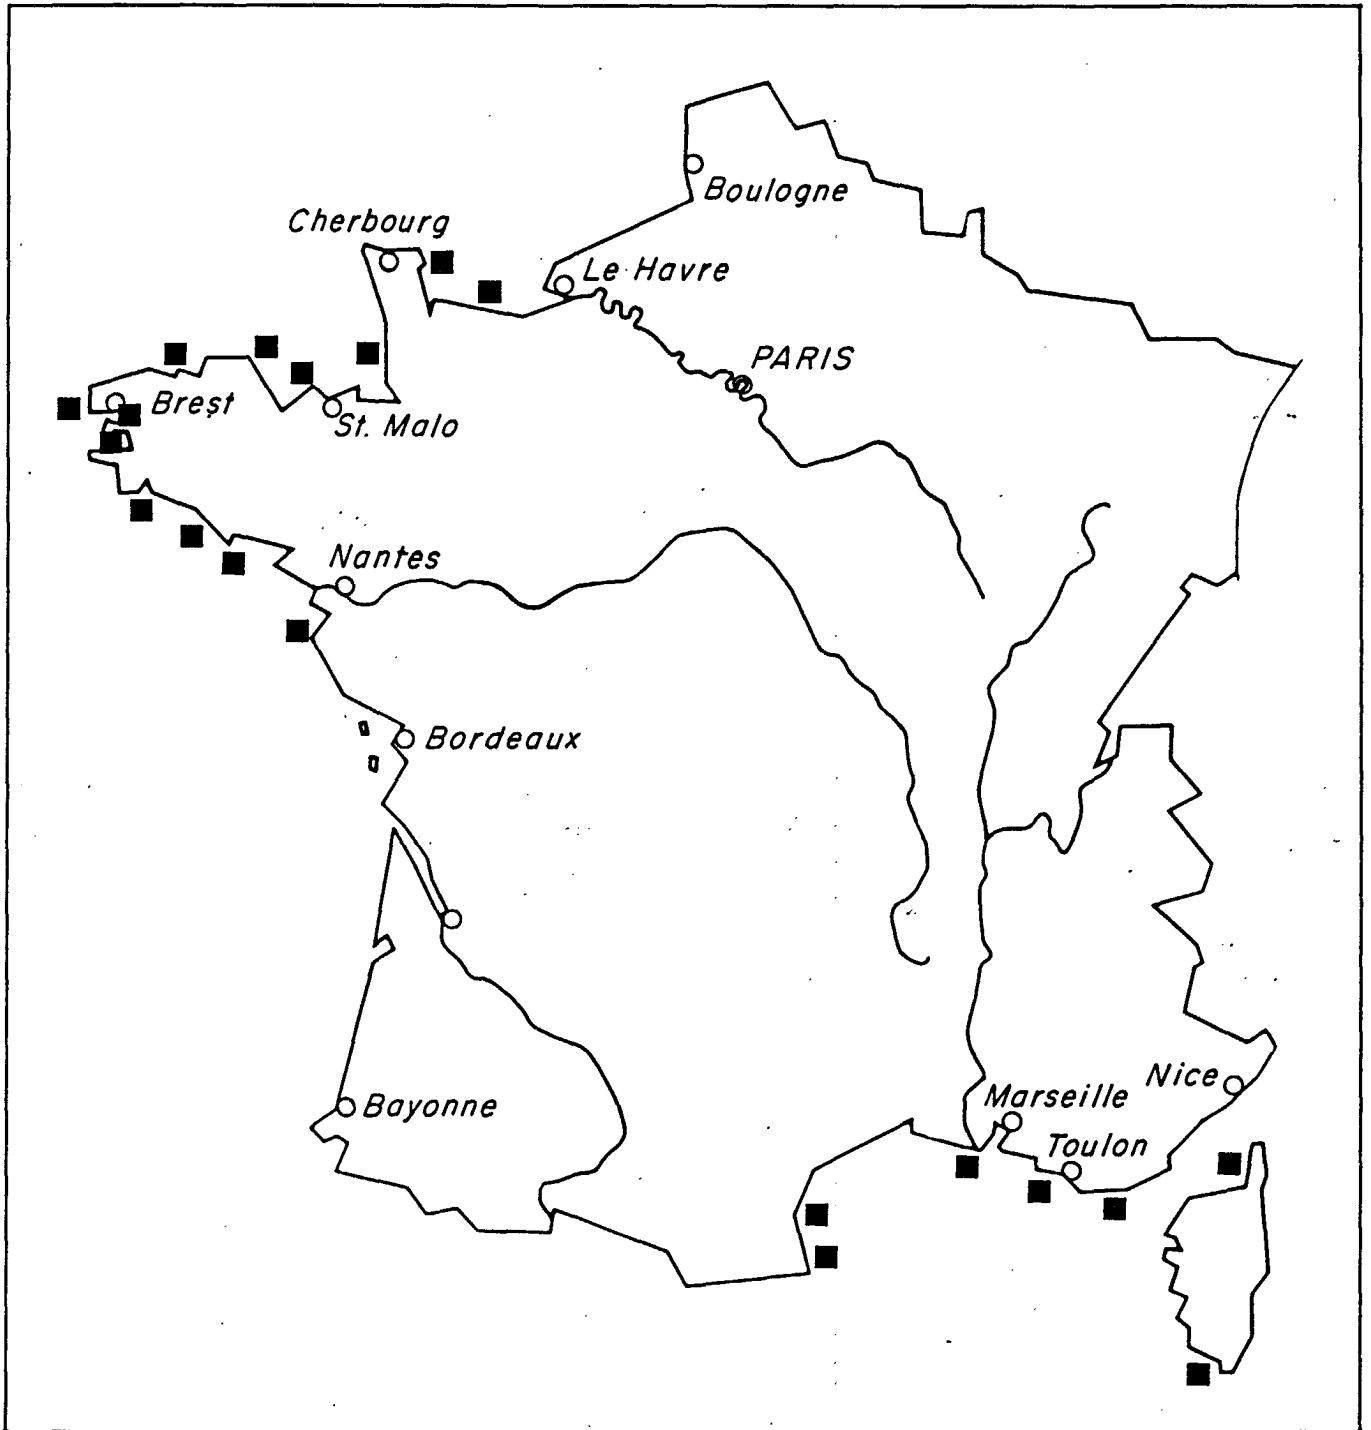 Boulogne
Cherbourg
Le Havre
PARIS
Brest
St. Malo
Nantes
Bordeaux
Nice
Marseille
Bayonne
Toulon